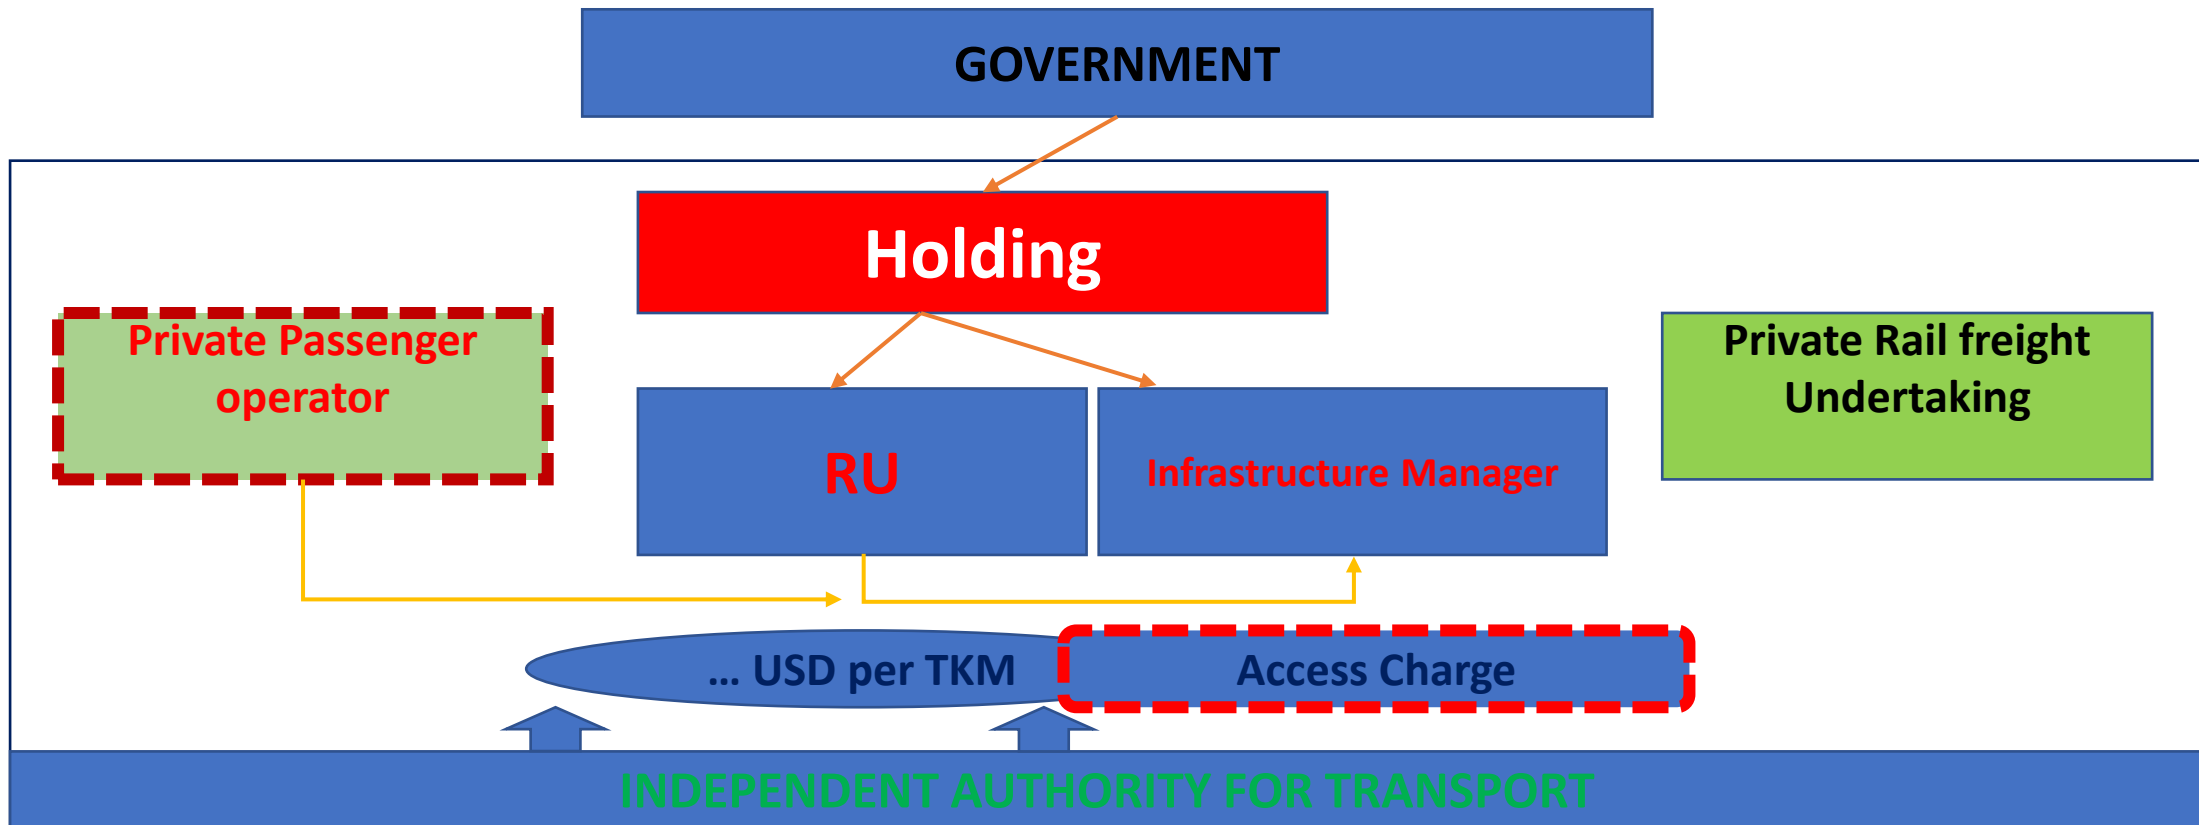 GOVERNMENT
Holding
Private Passenger
operator
Private Rail freight
Undertaking
RU
Infrastructure Manager
... USD per TKM
Access Charge
INDEPENDENT AUTHORITY FOR TRANSPORT